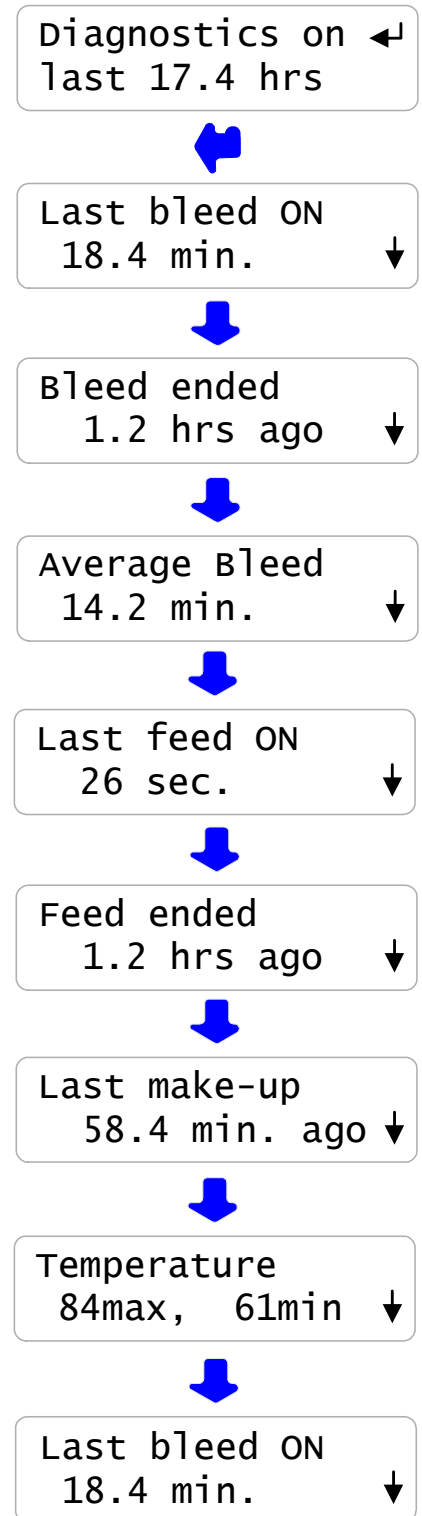 Diagnostics on
last 17.4 hrs
Last bleed ON
18.4 min.
Bleed ended
1.2 hrs ago
Average Bleed
14.2 min.
Last feed ON
26 sec.
Feed ended
1.2 hrs ago
Last make-up
58.4 min. ago
Temperature
84max, 61min
Last bleed ON
18.4 min.